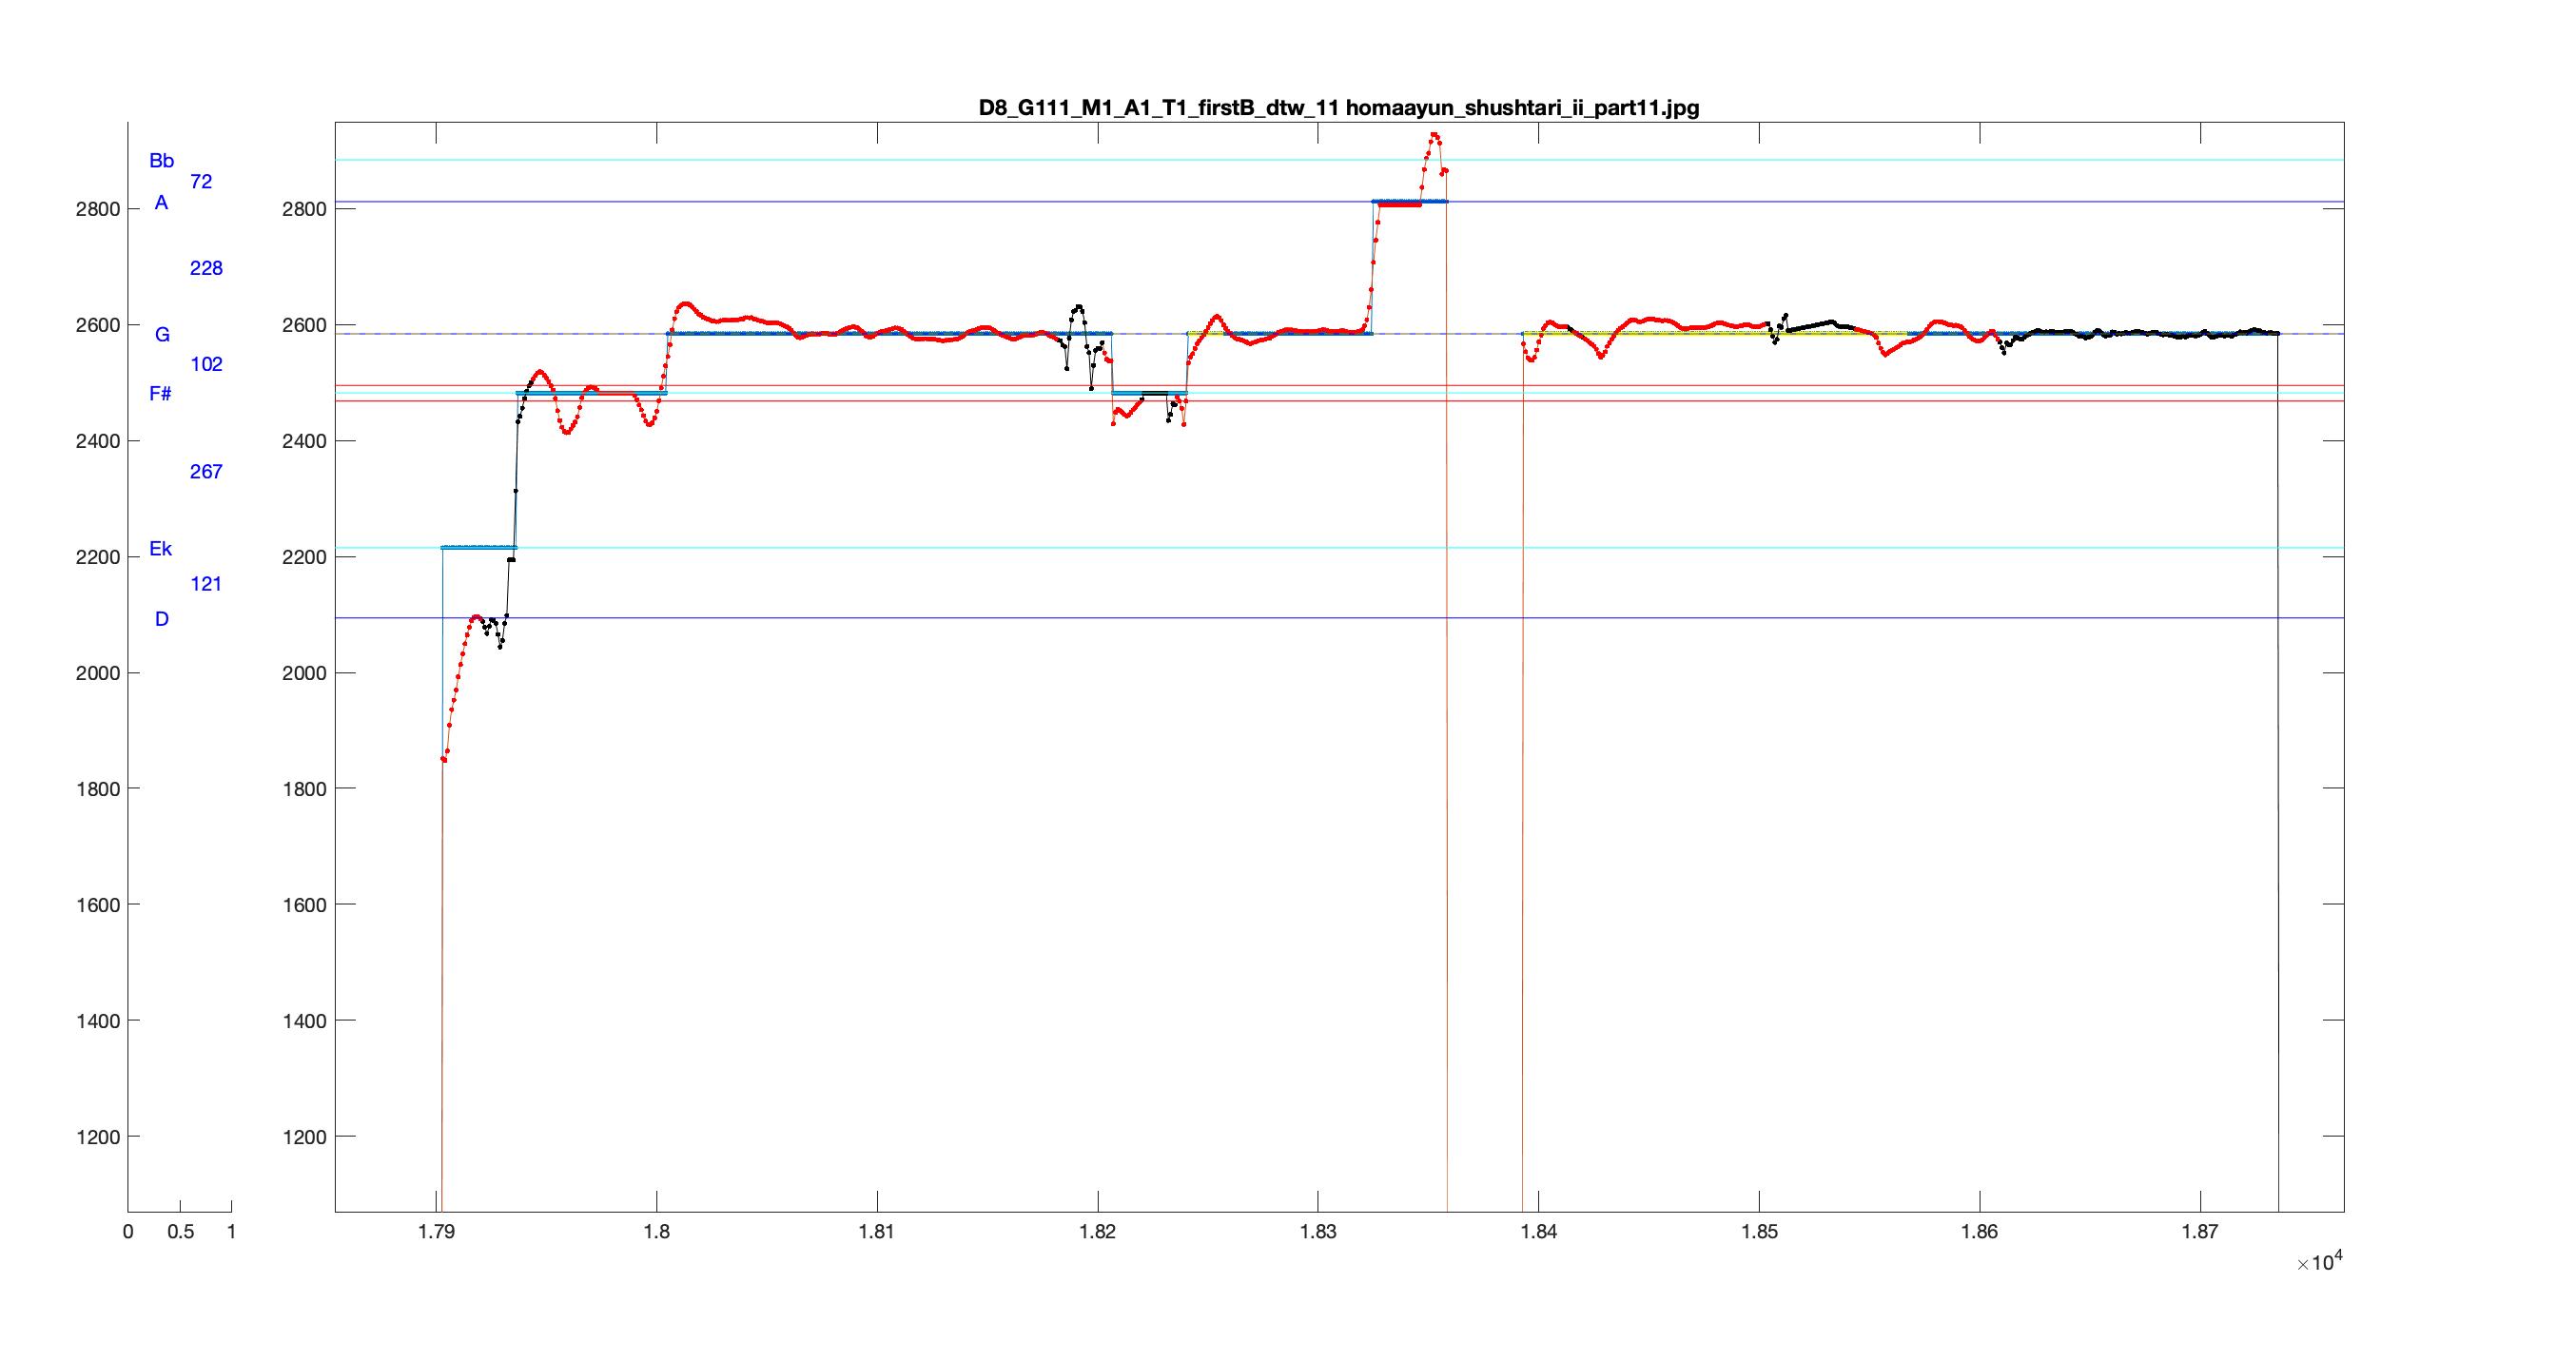 D8_G111_M1_A1_T1_firstB_dtw_11 homaayun_shushtari_ii_part11.jpg
Bb
72
2800 A 2800
228
2600 G 2600
102
F#
2400 2400
267
2200 Ek 2200
121
D
2000 2000
1800 1800
1600 1600
1400 1400
1200 1200
0 0.5 1 1.79 1.8 1.81 1.82 1.83 1.84 1.85 1.86 1.87
×10^4